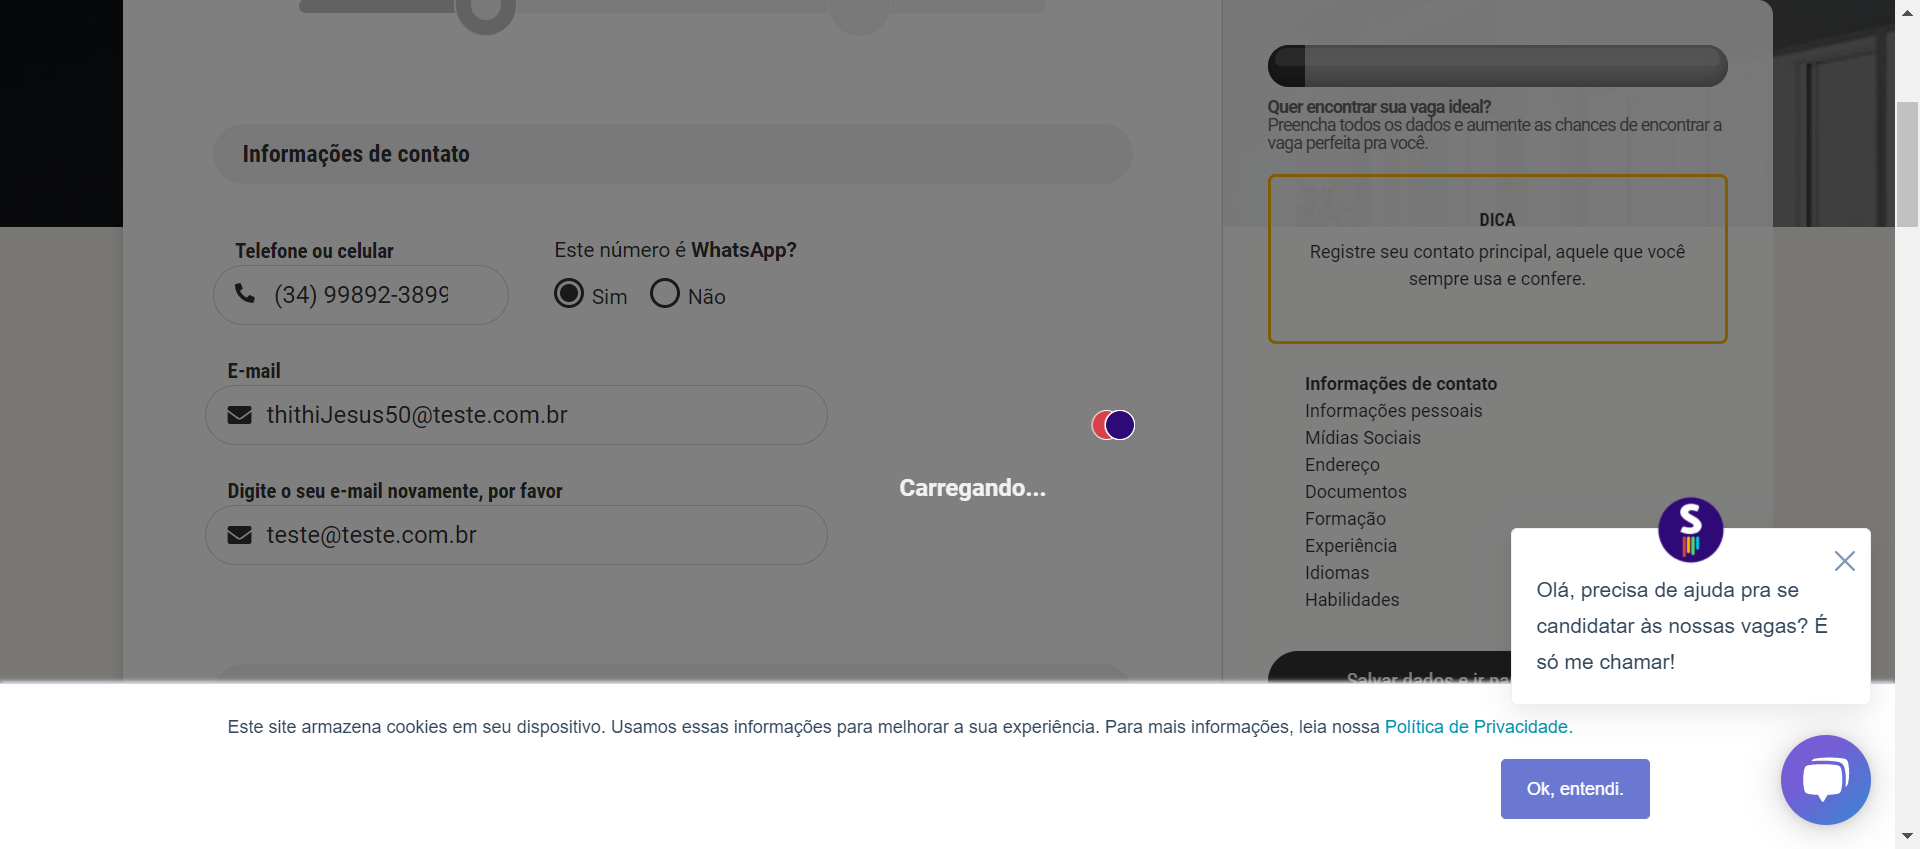 Informações de contato
Telefone ou celular
(34) 99892-3899
Este número é WhatsApp?
Sim
Não
E-mail
thithiJesus50@teste.com.br
Digite o seu e-mail novamente, por favor
teste@teste.com.br
Carregando...
Quer encontrar sua vaga ideal?
Preencha todos os dados e aumente as chances de encontrar a
vaga perfeita pra você.
DICA
Registre seu contato principal, aquele que você
sempre usa e confere.
Informações de contato
Informações pessoais
Mídias Sociais
Endereço
Documentos
Formação
Experiência
Idiomas
Habilidades
Salvar dados e ir
S
Olá, precisa de ajuda pra se
candidatar às nossas vagas? É
só me chamar!
Este site armazena cookies em seu dispositivo. Usamos essas informações para melhorar a sua experiência. Para mais informações, leia nossa Política de Privacidade.
Ok, entendi.